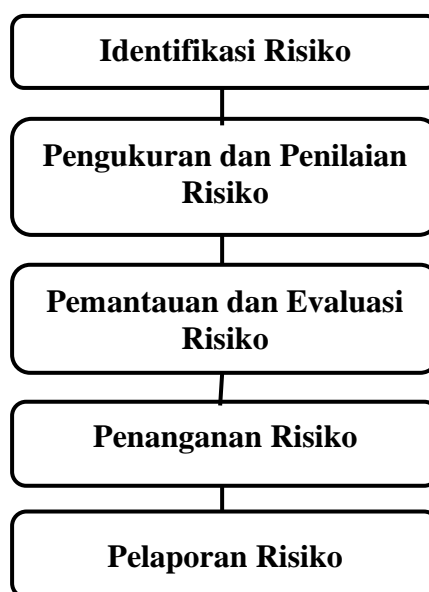 Identifikasi Risiko
Pengukuran dan Penilaian
Risiko
Pemantauan dan Evaluasi
Risiko
Penanganan Risiko
Pelaporan Risiko